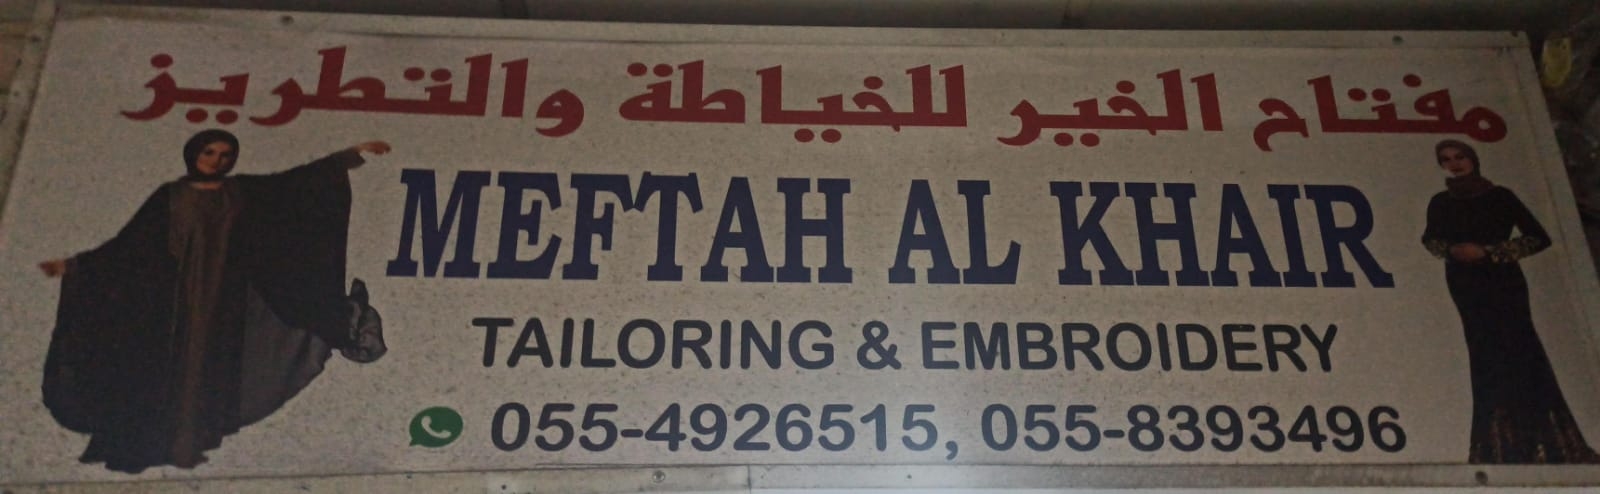 مفتاح الخير للخياطة والتطريز
MEFTAH AL KHAIR
TAILORING & EMBROIDERY
055-4926515, 055-8393496